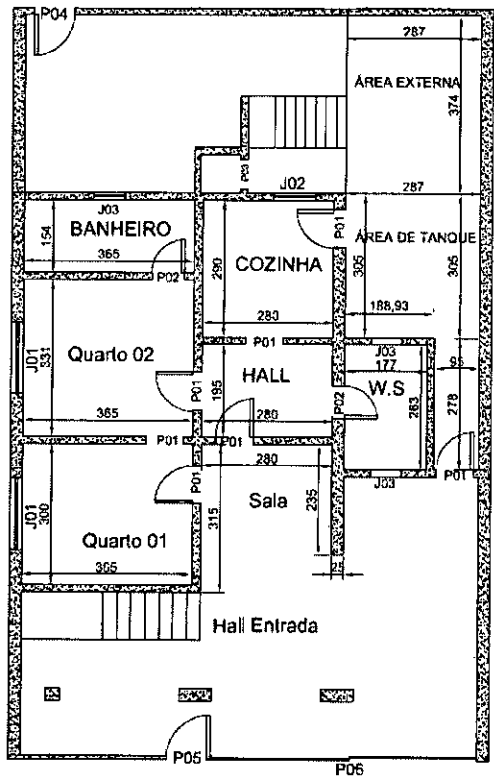 P04
287
ÁREA EXTERNA
374
P03
J02
287
J03
BANHEIRO
154
365
P02
P01
ÁREA DE TANQUE
305
305
290
COZINHA
280
188,93
P01
J03
177
95
J01
331
Quarto 02
P01
195
HALL
P02
W.S
263
278
365
280
P01
P01
P01
280
P01
J03
Sala
235
J01
300
Quarto 01
315
365
25
Hall Entrada
P05
P06